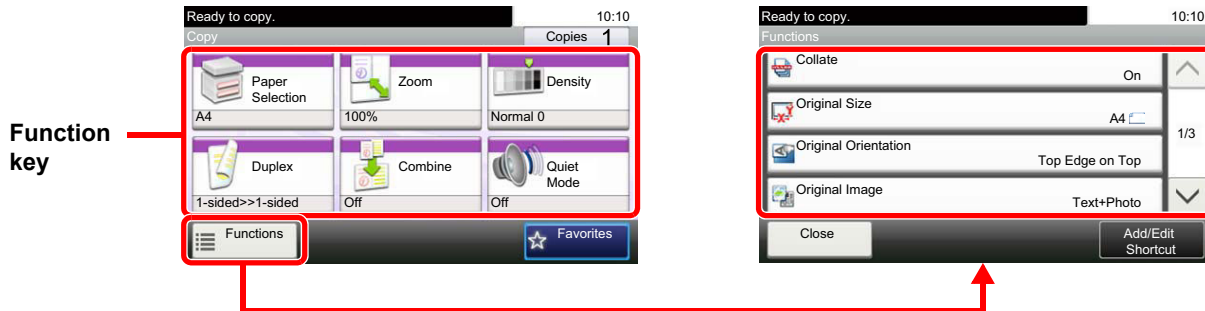 Ready to copy.
10:10
Copy
Copies 1
Paper
Selection
A4
Zoom
100%
Density
Normal 0
Function
key
Duplex
1-sided>>1-sided
Combine
Off
Quiet
Mode
Off
Functions
Favorites
Ready to copy.
10:10
Functions
Collate
On
Original Size
A4
1/3
Original Orientation
Top Edge on Top
Original Image
Text+Photo
Close
Add/Edit
Shortcut